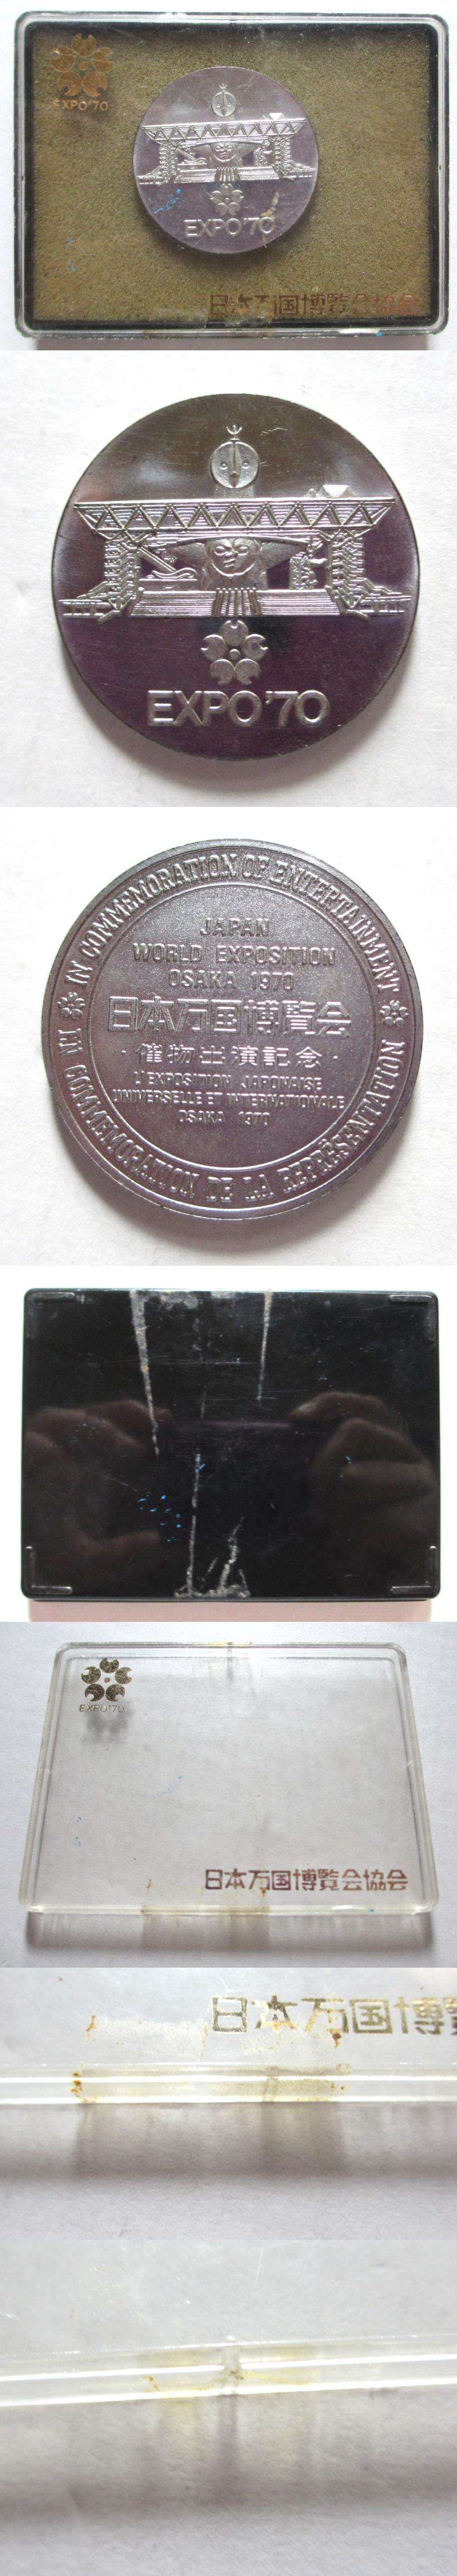 EXPO'70
EXPO'70
日本万国博覧会協会
EXPO'70
IN COMMEMORATION OF ENTERTAINMENT
JAPAN
WORLD EXPOSITION
OSAKA 1970
日本万国博覧会
・催物出演記念・
L'EXPOSITION JAPONAISE
UNIVERSELLE ET INTERNATIONALE
OSAKA 1970
EN COMMEMORATION DE LA REPRESENTATION
EXPO'70
日本万国博覧会協会
日本万国博覧